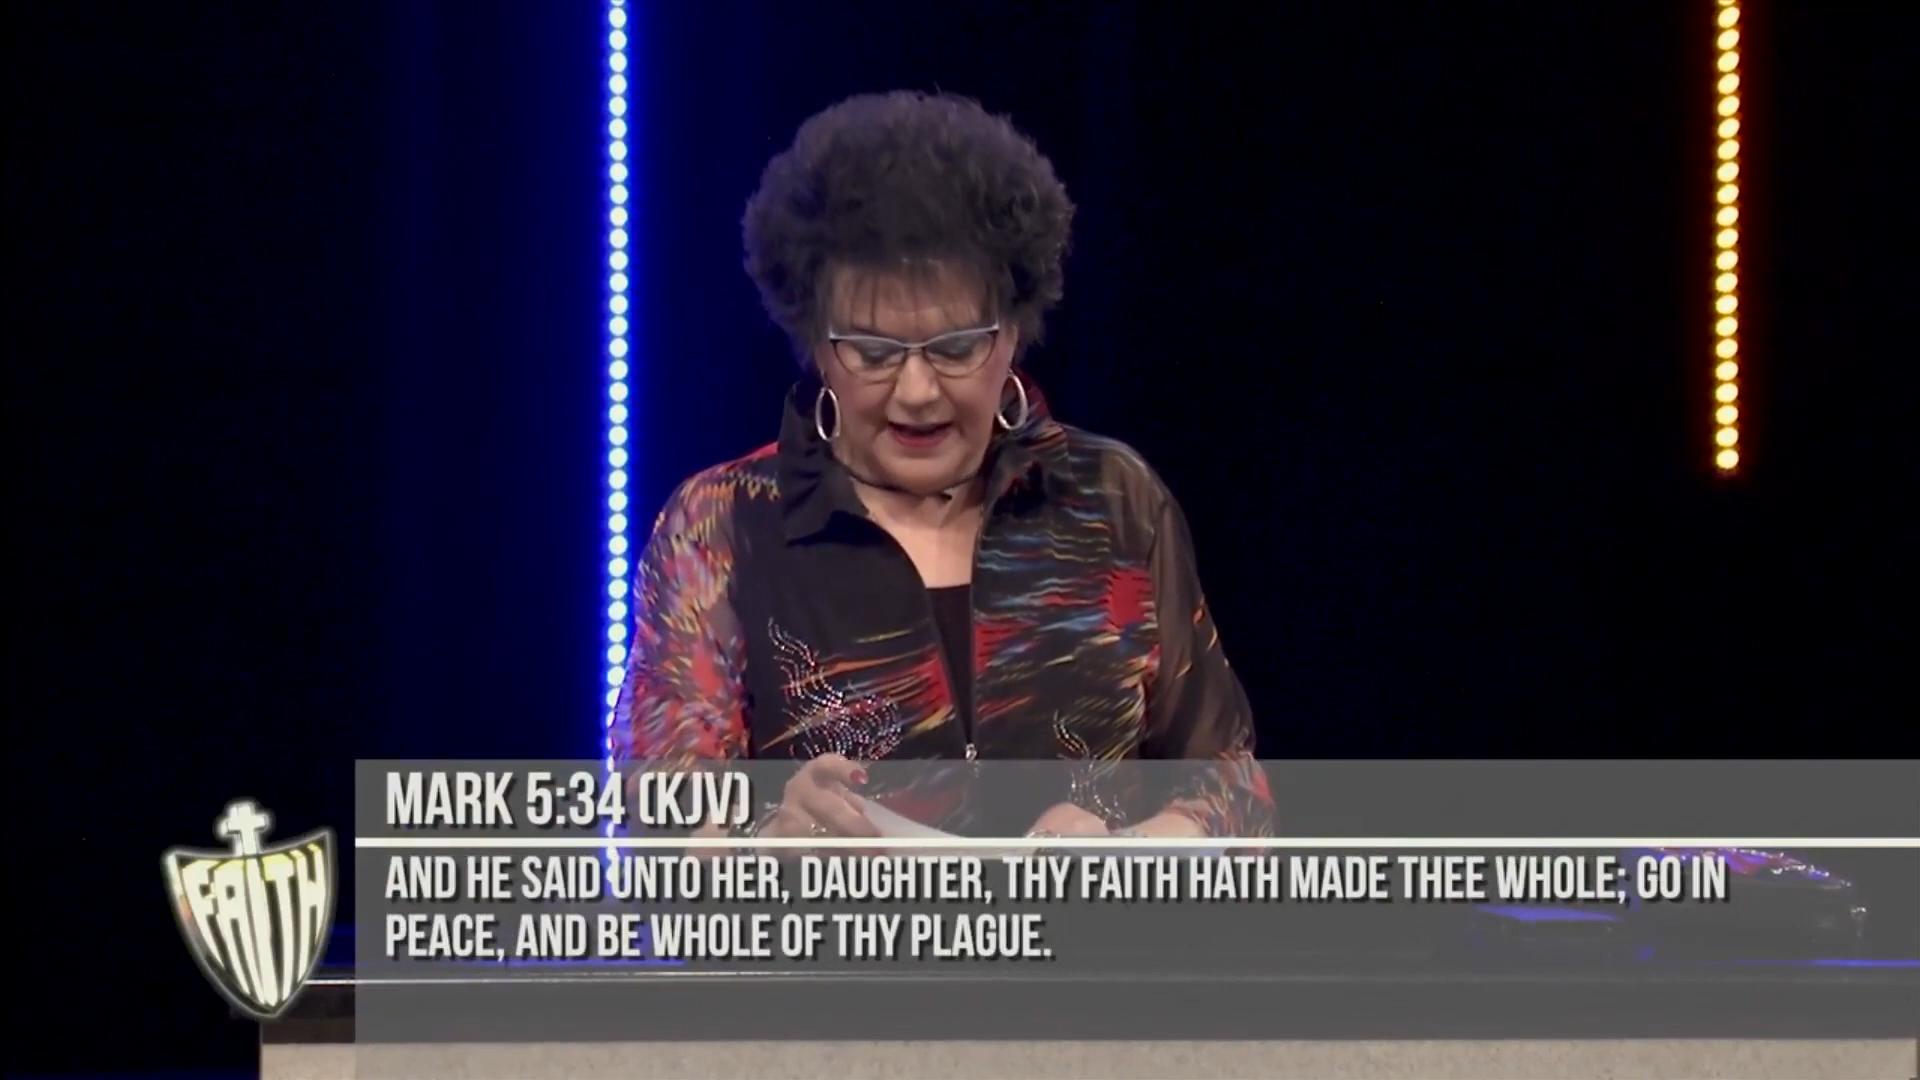 MARK 5:34 (KJV)
AND HE SAID UNTO HER, DAUGHTER, THY FAITH HATH MADE THEE WHOLE; GO IN
PEACE, AND BE WHOLE OF THY PLAGUE.
FAITH